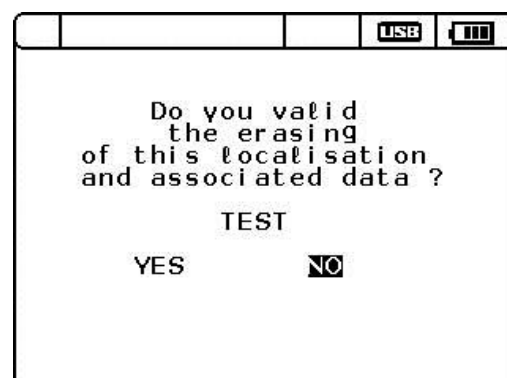 USB
Do you valid
the erasing
of this localisation
and associated data ?
TEST
YES NO